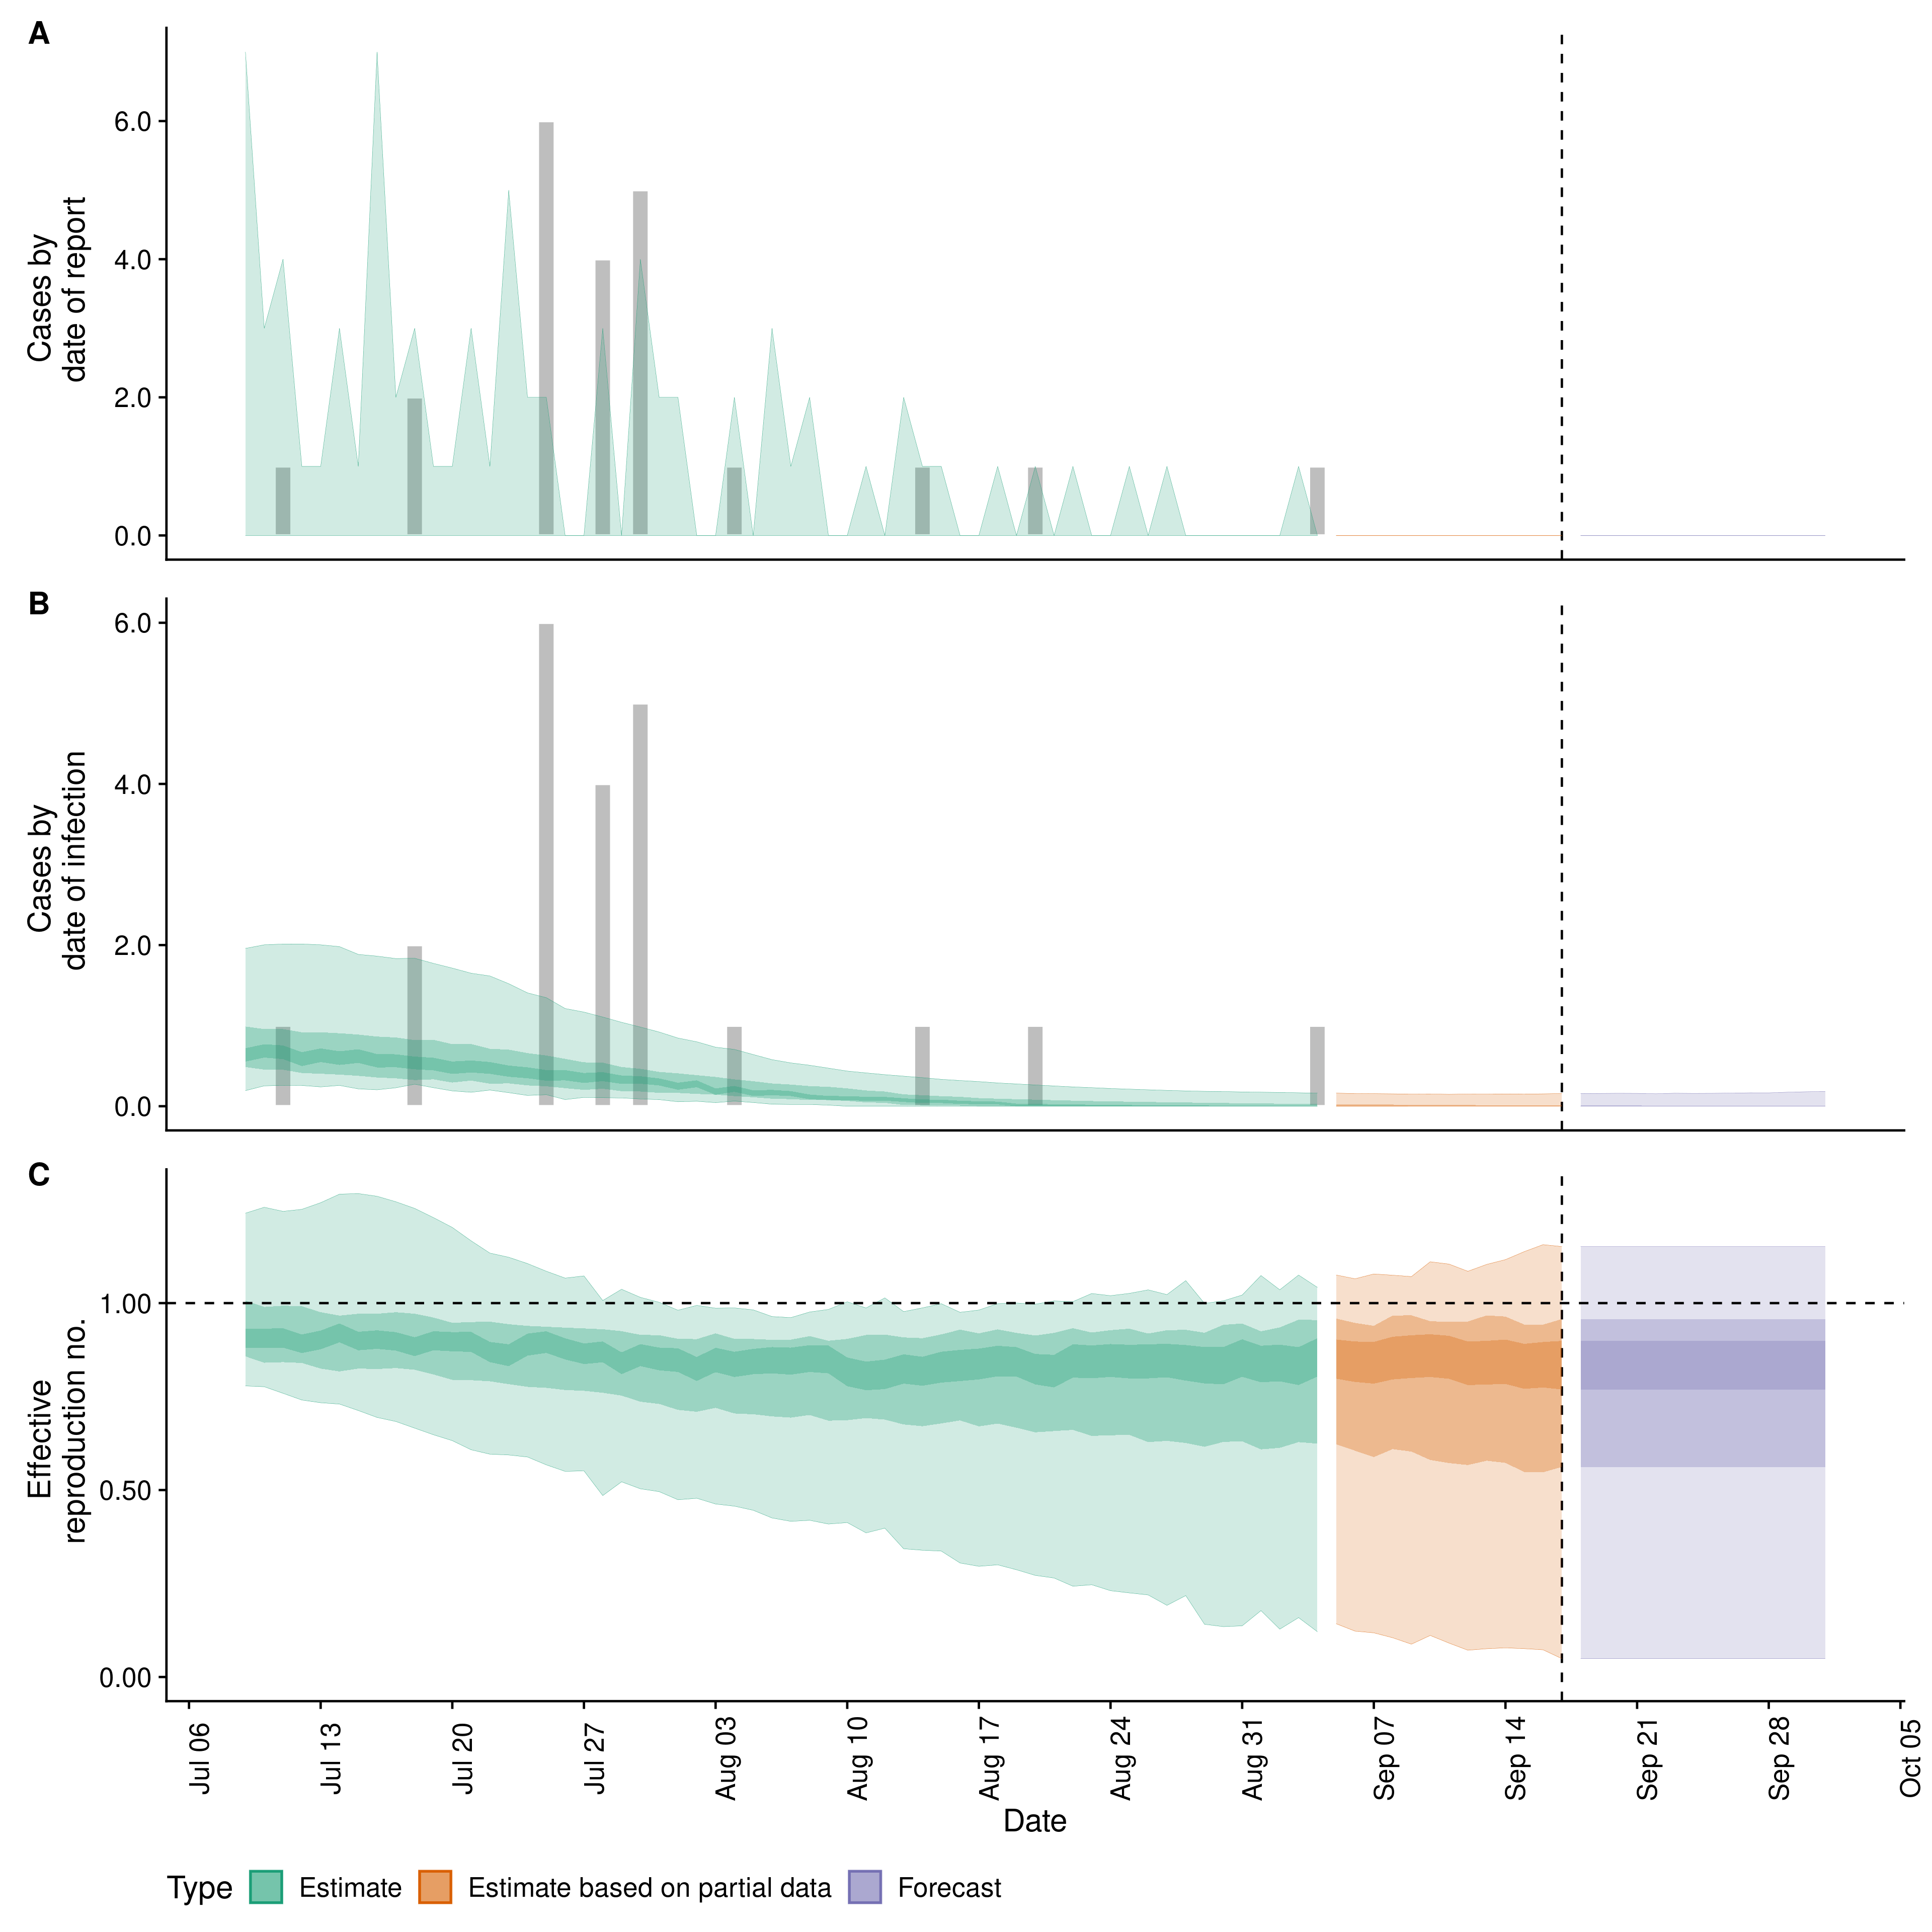 A
Cases by
date of report
6.0
4.0
2.0
0.0
B
Cases by
date of infection
6.0
4.0
2.0
0.0
C
Effective
reproduction no.
1.00
0.50
0.00
Jul 06
Jul 13
Jul 20
Jul 27
Aug 03
Aug 10
Aug 17
Aug 24
Aug 31
Sep 07
Sep 14
Sep 21
Sep 28
Oct 05
Date
Type Estimate Estimate based on partial data Forecast